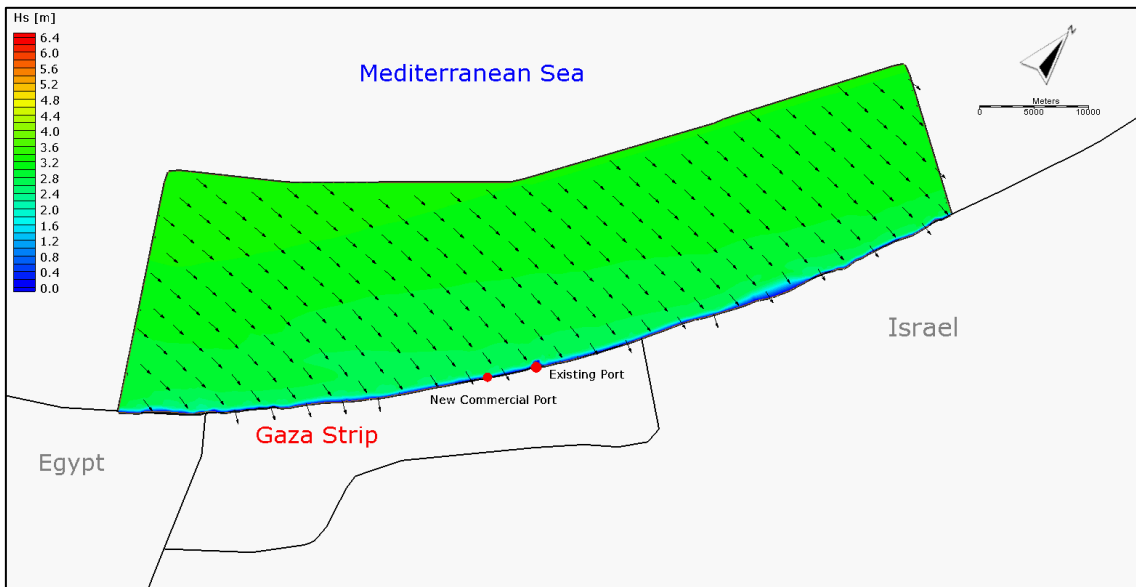 Hs [m]
6.4
6.0
5.6
5.2
4.8
4.4
4.0
3.6
3.2
2.8
2.4
2.0
1.6
1.2
0.8
0.4
0.0
Mediterranean Sea
N
Meters
0 5000 10000
Israel
Existing Port
New Commercial Port
Gaza Strip
Egypt